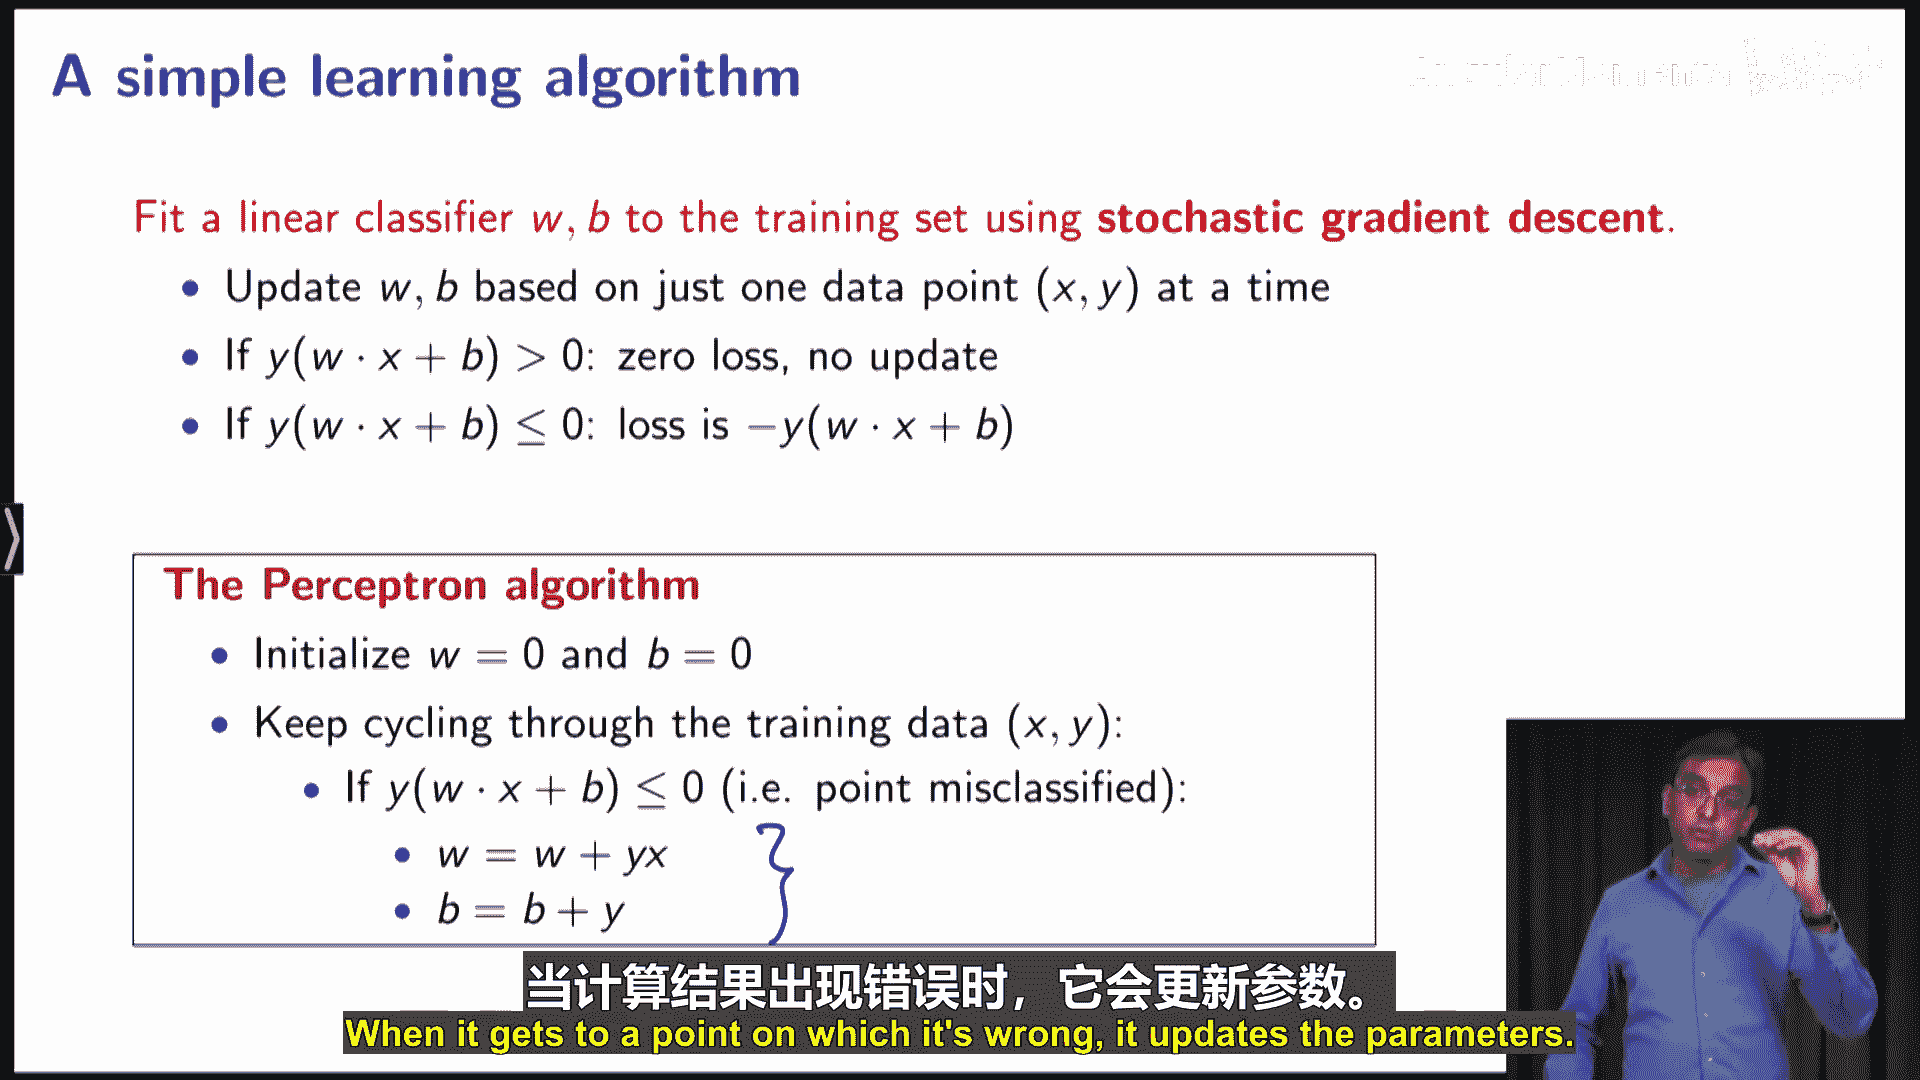 A simple learning algorithm
Fit a linear classifier w, b to the training set using stochastic gradient descent.
• Update w, b based on just one data point (x, y) at a time
• If y(w · x + b) > 0: zero loss, no update
• If y(w · x + b) ≤ 0: loss is −y(w · x + b)
The Perceptron algorithm
• Initialize w = 0 and b = 0
• Keep cycling through the training data (x, y):
• If y(w · x + b) ≤ 0 (i.e. point misclassified):
• w = w + yx
• b = b + y
当计算结果出现错误时，它会更新参数。
When it gets to a point on which it's wrong, it updates the parameters.